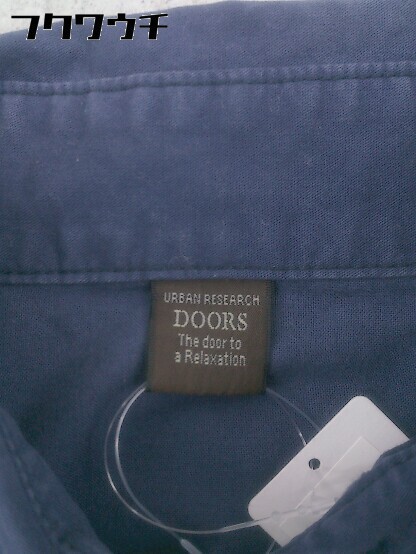 フクワウチ
URBAN RESEARCH
DOORS
The door to
a Relaxation